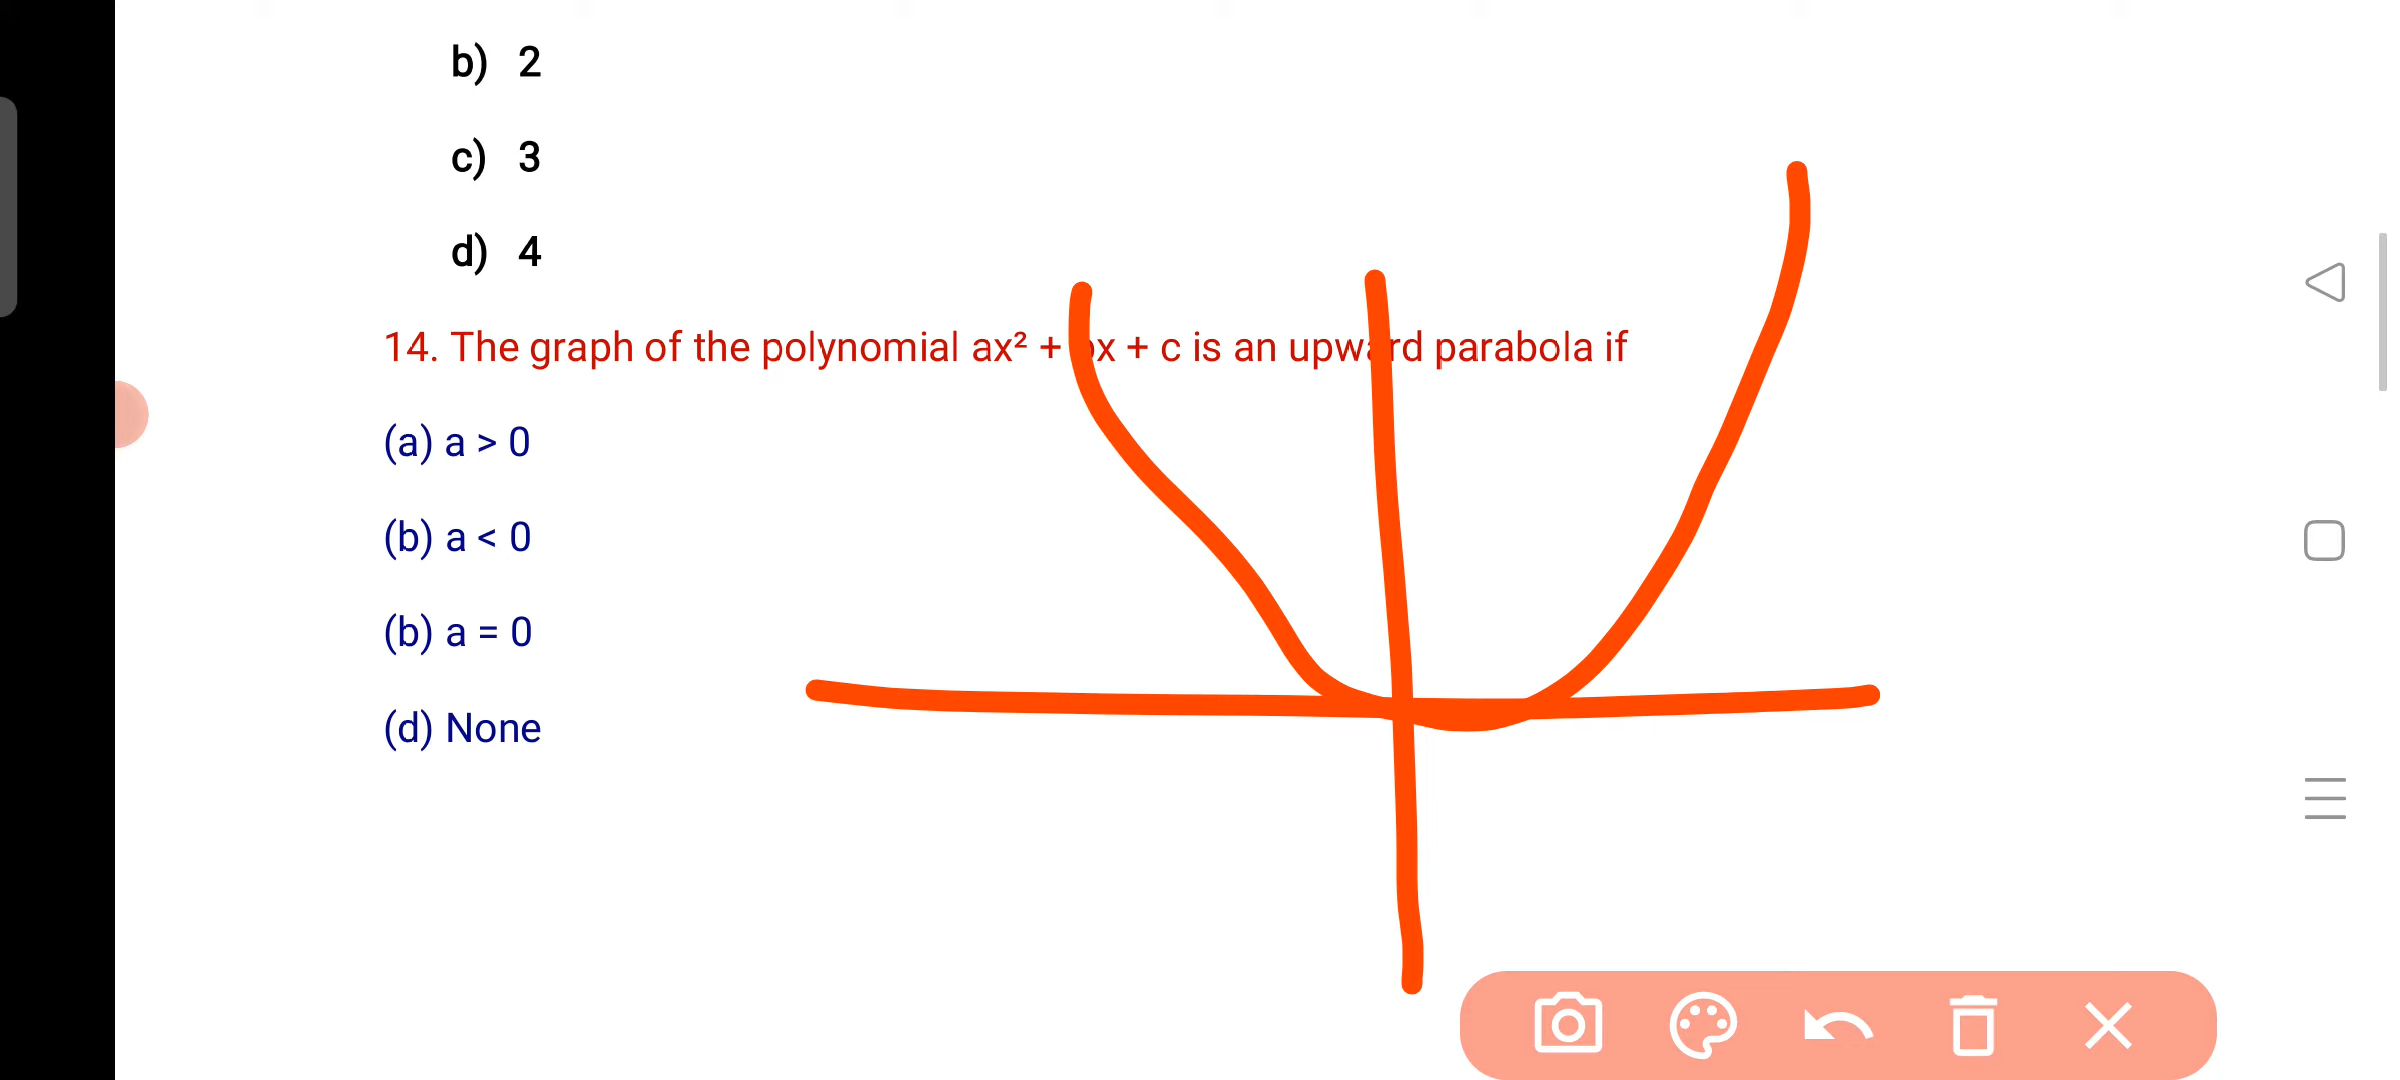 b) 2
c) 3
d) 4
14. The graph of the polynomial ax² + bx + c is an upward parabola if
(a) a > 0
(b) a < 0
(b) a = 0
(d) None